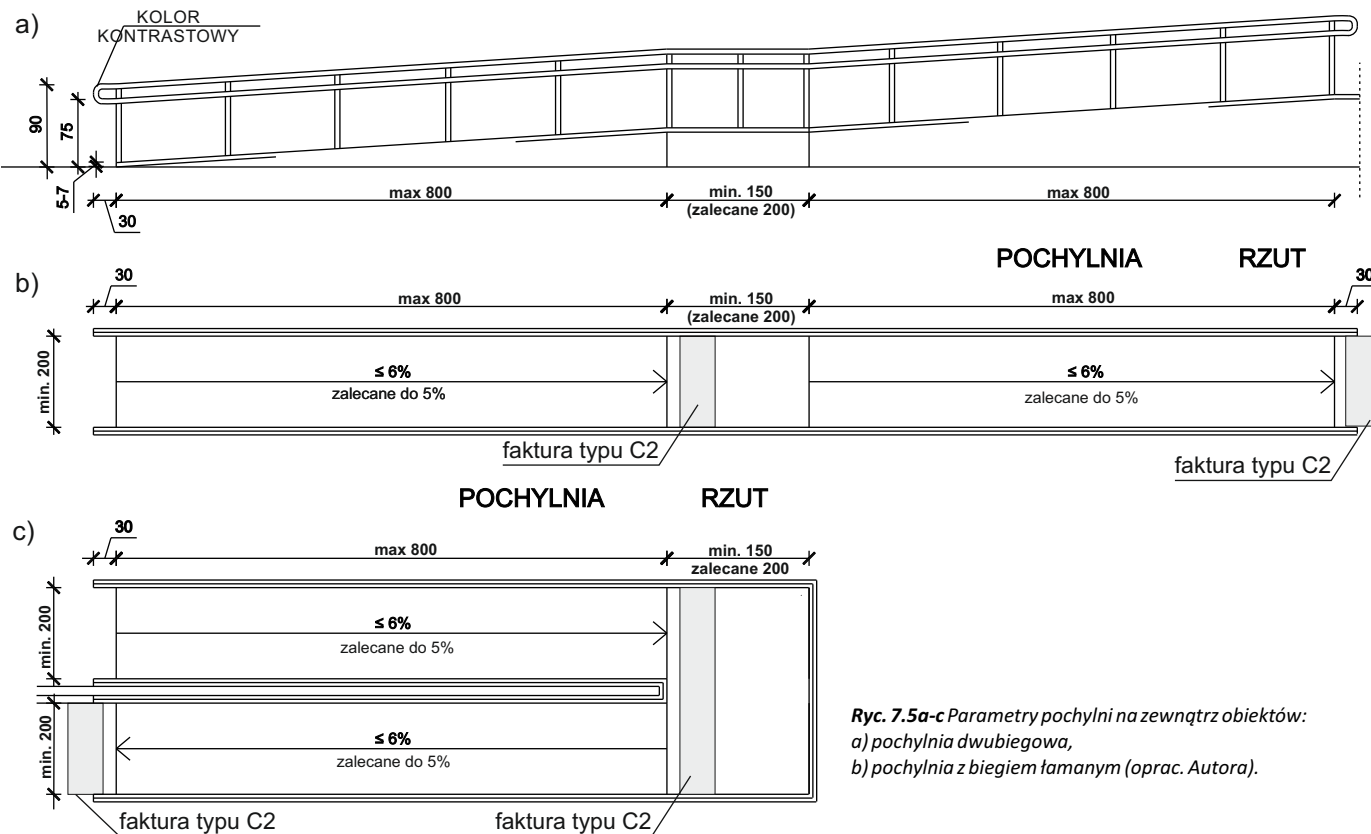 a)
KOLOR
KONTRASTOWY
90
75
5-7
30
max 800
min. 150
(zalecane 200)
max 800
POCHYLNIA RZUT
b)
30
max 800
min. 150
(zalecane 200)
max 800
30
min. 200
≤ 6%
zalecane do 5%
≤ 6%
zalecane do 5%
faktura typu C2
faktura typu C2
POCHYLNIA RZUT
c)
30
max 800
min. 150
zalecane 200
min. 200
≤ 6%
zalecane do 5%
min. 200
≤ 6%
zalecane do 5%
faktura typu C2
faktura typu C2
Ryc. 7.5a-c Parametry pochylni na zewnątrz obiektów:
a) pochylnia dwubiegowa,
b) pochylnia z biegiem łamanym (oprac. Autora).